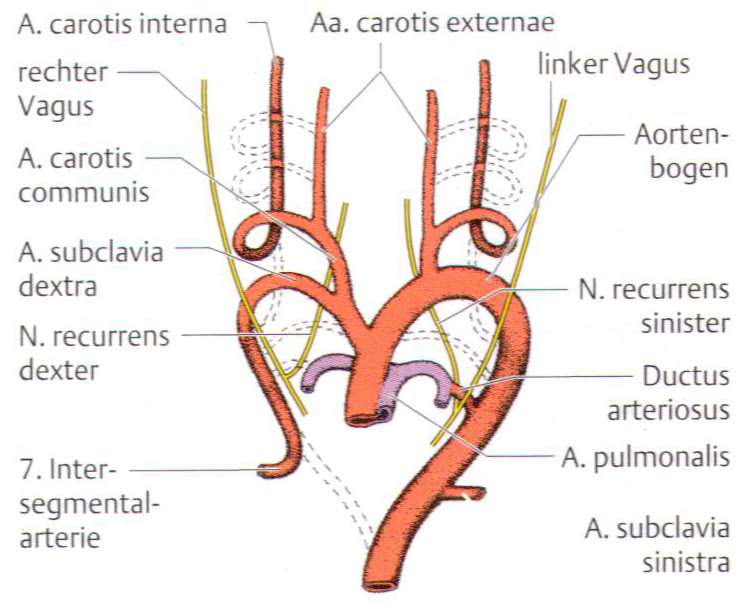 A. carotis interna
Aa. carotis externae
rechter
Vagus
linker Vagus
A. carotis
communis
Aorten-
bogen
A. subclavia
dextra
N. recurrens
sinister
N. recurrens
dexter
Ductus
arteriosus
7. Inter-
segmental-
arterie
A. pulmonalis
A. subclavia
sinistra